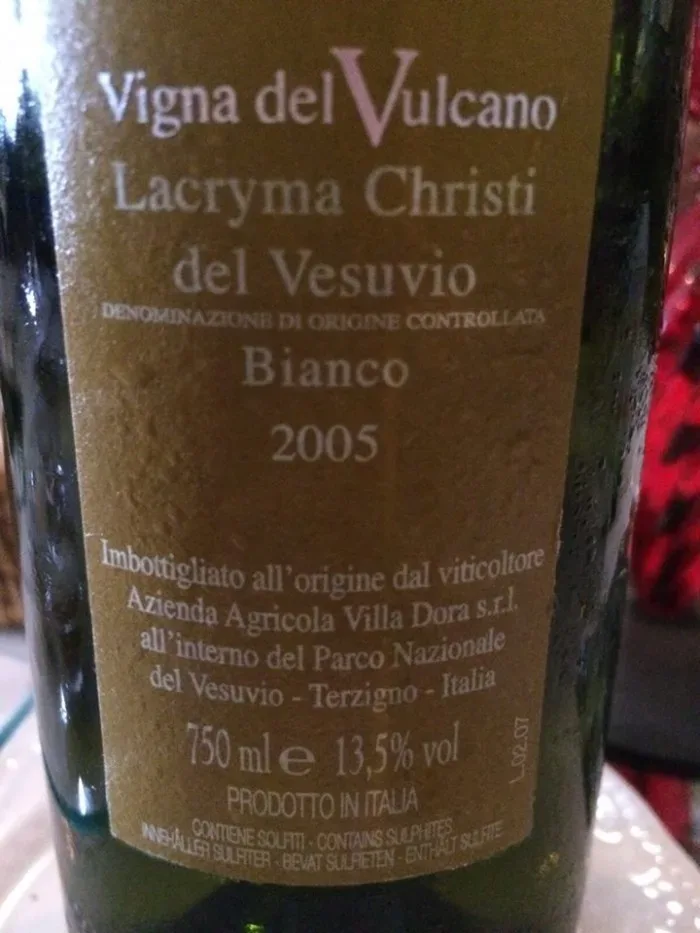 Vigna del Vulcano
Lacryma Christi
del Vesuvio
DENOMINAZIONE DI ORIGINE CONTROLLATA
Bianco
2005
Imbottigliato all'origine dal viticoltore
Azienda Agricola Villa Dora s.r.l.
all'interno del Parco Nazionale
del Vesuvio - Terzigno - Italia
750 ml e 13,5% vol
L.02.07
PRODOTTO IN ITALIA
CONTIENE SOLFITI - CONTAINS SULPHITES
INNEHÅLLER SULFITER - BEVAT SULFIETEN - ENTHÄLT SULFITE